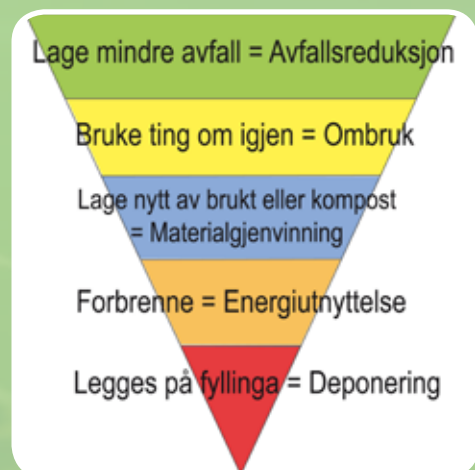 Lage mindre avfall = Avfallsreduksjon
Bruke ting om igjen = Ombruk
Lage nytt av brukt eller kompost
= Materialgjenvinning
Forbrenne = Energiutnyttelse
Legges på fyllinga = Deponering